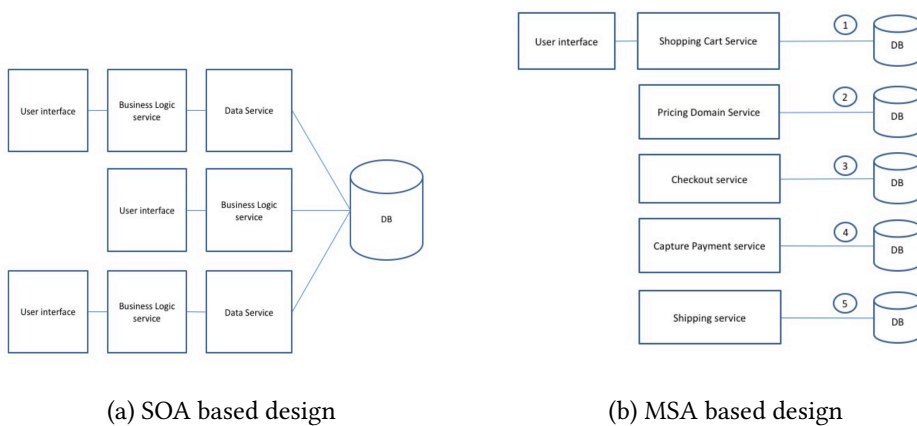 User interface
Business Logic
service
Data Service
User interface
Business Logic
service
DB
User interface
Business Logic
service
Data Service
(a) SOA based design
User interface
Shopping Cart Service
1
DB
Pricing Domain Service
2
DB
Checkout service
3
DB
Capture Payment service
4
DB
Shipping service
5
DB
(b) MSA based design